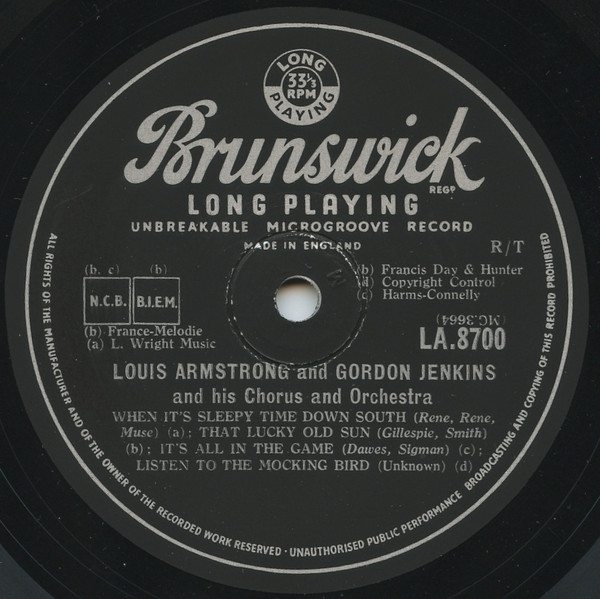 LONG
33⅓
RPM
PLAYING
Brunswick
REGD
LONG PLAYING
UNBREAKABLE MICROGROOVE RECORD
MADE IN ENGLAND
R/T
(b. c) (b)
N.C.B. B.I.E.M.
(b) France-Melodie
(a) L. Wright Music
(b) Francis Day & Hunter
(d) Copyright Control
(c) Harms-Connelly
(MG.3664)
LA.8700
M
LOUIS ARMSTRONG and GORDON JENKINS
and his Chorus and Orchestra
WHEN IT'S SLEEPY TIME DOWN SOUTH (Rene, Rene,
Muse) (a); THAT LUCKY OLD SUN (Gillespie, Smith)
(b); IT'S ALL IN THE GAME (Dawes, Sigman) (c);
LISTEN TO THE MOCKING BIRD (Unknown) (d)
ALL RIGHTS OF THE MANUFACTURER AND OF THE OWNER OF THE RECORDED WORK RESERVED · UNAUTHORISED PUBLIC PERFORMANCE BROADCASTING AND COPYING OF THIS RECORD PROHIBITED